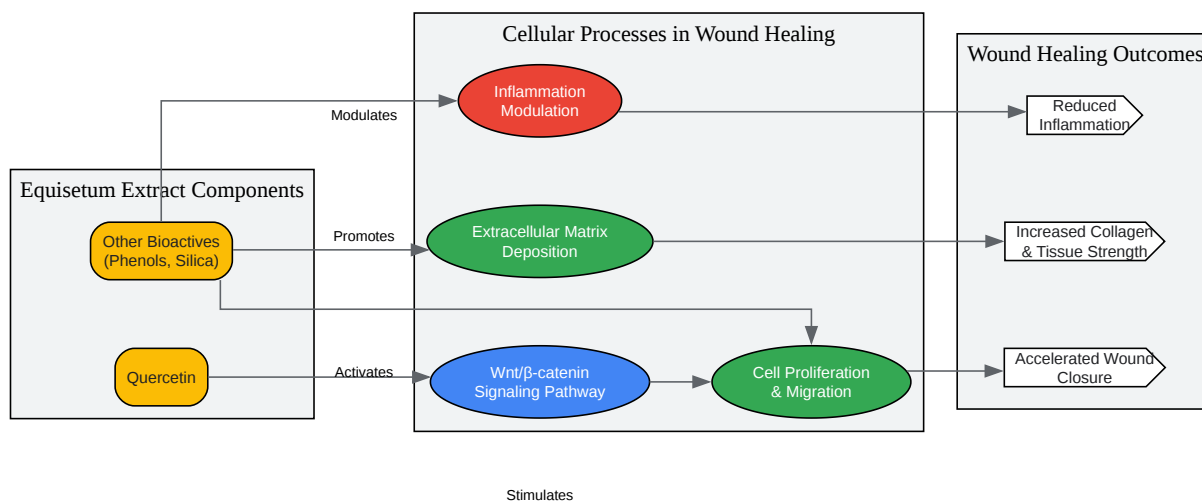 Cellular Processes in Wound Healing
Wound Healing Outcomes
Equisetum Extract Components
Inflammation
Modulation
Modulates
Reduced
Inflammation
Other Bioactives
(Phenols, Silica)
Promotes
Extracellular Matrix
Deposition
Increased Collagen
& Tissue Strength
Quercetin
Activates
Wnt/β-catenin
Signaling Pathway
Cell Proliferation
& Migration
Accelerated Wound
Closure
Stimulates